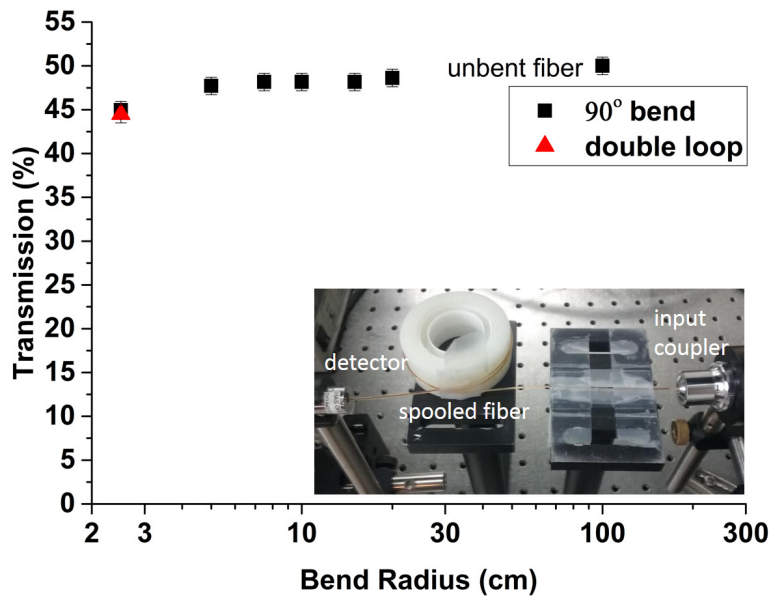 55
50
45
40
35
30
25
20
15
10
5
0
Transmission (%)
unbent fiber
90° bend
double loop
input
coupler
detector
spooled fiber
2
3
10
30
100
300
Bend Radius (cm)